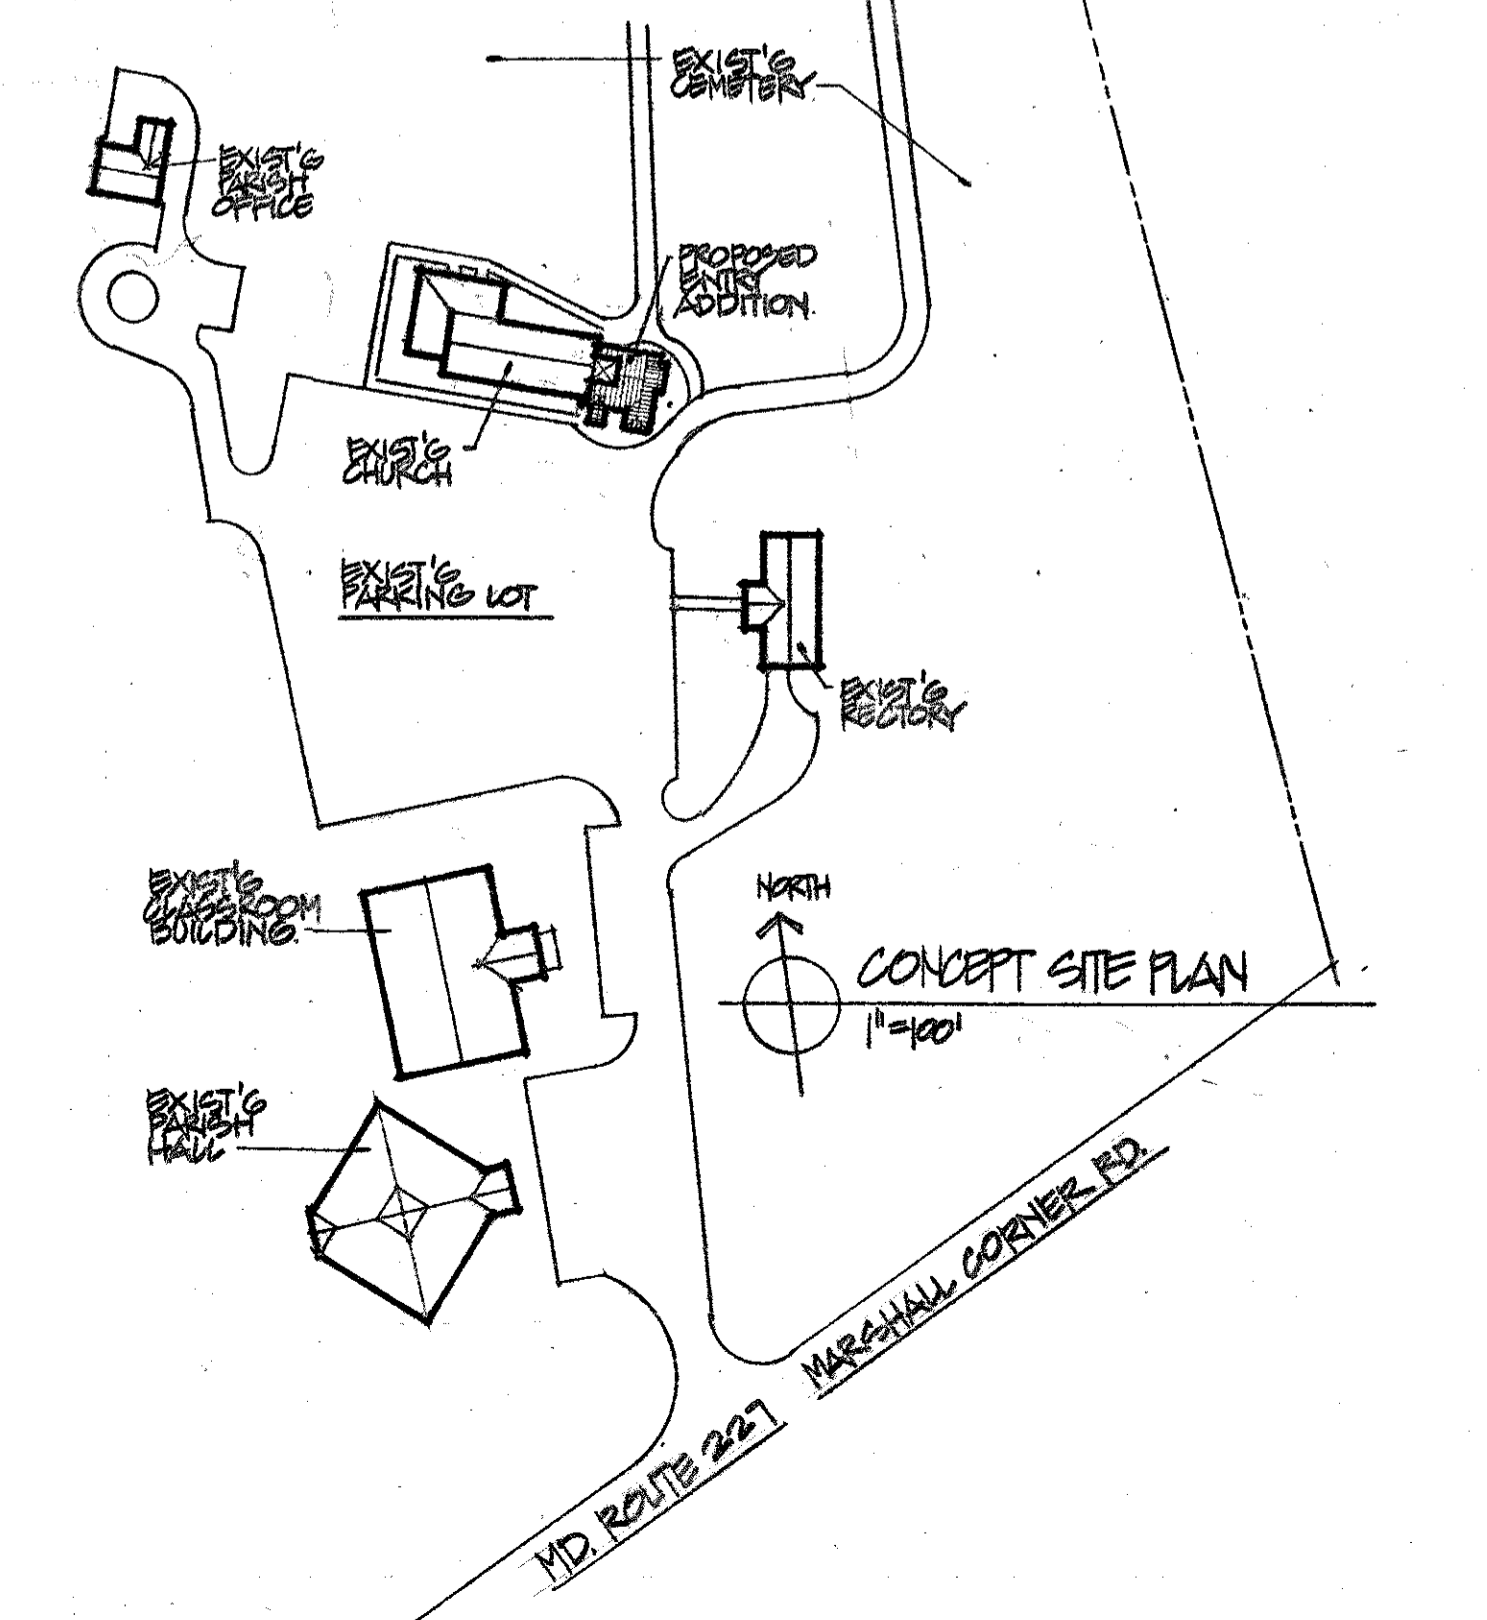 EXIST'G
CEMETERY
EXIST'G
PARISH
OFFICE
PROPOSED
ENTRY
ADDITION.
EXIST'G
CHURCH
EXIST'G
PARKING LOT
EXIST'G
RECTORY
EXIST'G
CLASSROOM
BUILDING.
NORTH
CONCEPT SITE PLAN
1"=100'
EXIST'G
PARISH
HALL
MARSHALL CORNER RD.
MD. ROUTE 227